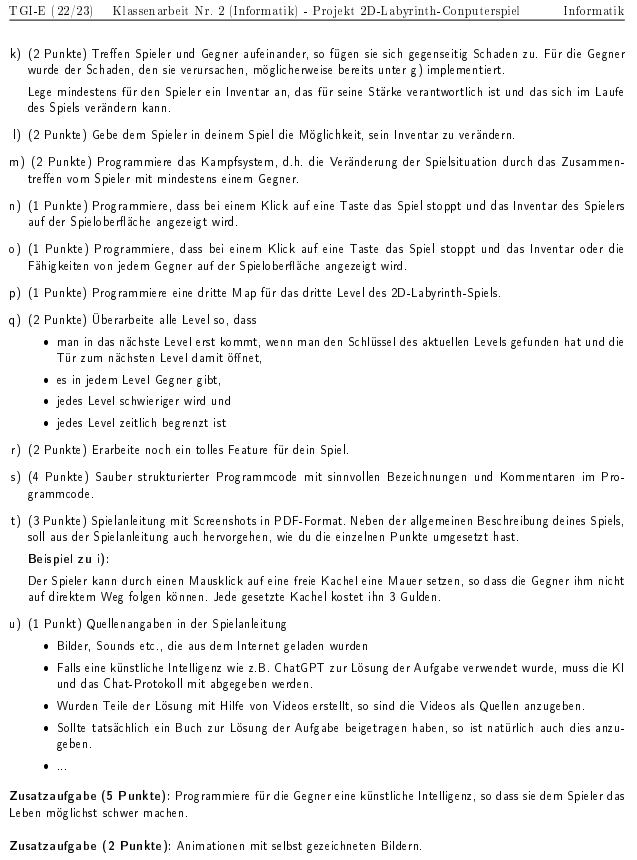 TGI-E (22/23) Klassenarbeit Nr. 2 (Informatik) - Projekt 2D-Labyrinth-Conputerspiel Informatik
k) (2 Punkte) Treffen Spieler und Gegner aufeinander, so fügen sie sich gegenseitig Schaden zu. Für die Gegner
wurde der Schaden, den sie verursachen, möglicherweise bereits unter g) implementiert.
Lege mindestens für den Spieler ein Inventar an, das für seine Stärke verantwortlich ist und das sich im Laufe
des Spiels verändern kann.
l) (2 Punkte) Gebe dem Spieler in deinem Spiel die Möglichkeit, sein Inventar zu verändern.
m) (2 Punkte) Programmiere das Kampfsystem, d.h. die Veränderung der Spielsituation durch das Zusammen-
treffen vom Spieler mit mindestens einem Gegner.
n) (1 Punkte) Programmiere, dass bei einem Klick auf eine Taste das Spiel stoppt und das Inventar des Spielers
auf der Spieloberfläche angezeigt wird.
o) (1 Punkte) Programmiere, dass bei einem Klick auf eine Taste das Spiel stoppt und das Inventar oder die
Fähigkeiten von jedem Gegner auf der Spieloberfläche angezeigt wird.
p) (1 Punkte) Programmiere eine dritte Map für das dritte Level des 2D-Labyrinth-Spiels.
q) (2 Punkte) Überarbeite alle Level so, dass
• man in das nächste Level erst kommt, wenn man den Schlüssel des aktuellen Levels gefunden hat und die
Tür zum nächsten Level damit öffnet,
• es in jedem Level Gegner gibt,
• jedes Level schwieriger wird und
• jedes Level zeitlich begrenzt ist
r) (2 Punkte) Erarbeite noch ein tolles Feature für dein Spiel.
s) (4 Punkte) Sauber strukturierter Programmcode mit sinnvollen Bezeichnungen und Kommentaren im Pro-
grammcode.
t) (3 Punkte) Spielanleitung mit Screenshots in PDF-Format. Neben der allgemeinen Beschreibung deines Spiels,
soll aus der Spielanleitung auch hervorgehen, wie du die einzelnen Punkte umgesetzt hast.
Beispiel zu i):
Der Spieler kann durch einen Mausklick auf eine freie Kachel eine Mauer setzen, so dass die Gegner ihm nicht
auf direktem Weg folgen können. Jede gesetzte Kachel kostet ihn 3 Gulden.
u) (1 Punkt) Quellenangaben in der Spielanleitung
• Bilder, Sounds etc., die aus dem Internet geladen wurden
• Falls eine künstliche Intelligenz wie z.B. ChatGPT zur Lösung der Aufgabe verwendet wurde, muss die KI
und das Chat-Protokoll mit abgegeben werden.
• Wurden Teile der Lösung mit Hilfe von Videos erstellt, so sind die Videos als Quellen anzugeben.
• Sollte tatsächlich ein Buch zur Lösung der Aufgabe beigetragen haben, so ist natürlich auch dies anzu-
geben.
• ...
Zusatzaufgabe (5 Punkte): Programmiere für die Gegner eine künstliche Intelligenz, so dass sie dem Spieler das
Leben möglichst schwer machen.
Zusatzaufgabe (2 Punkte): Animationen mit selbst gezeichneten Bildern.